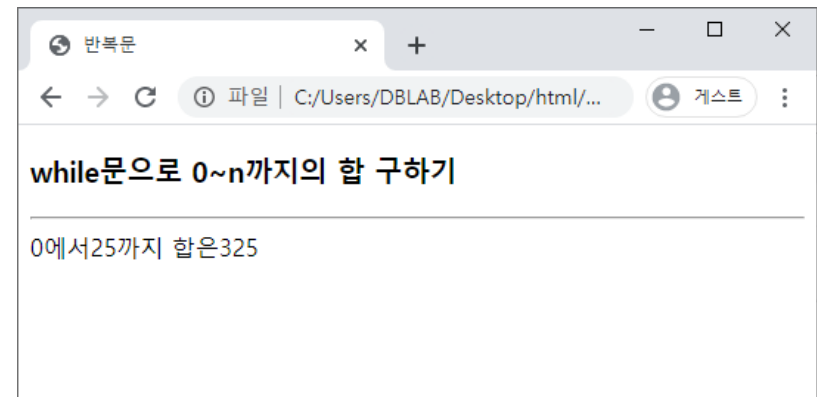 반복문
파일 C:/Users/DBLAB/Desktop/html/... 게스트
while문으로 0~n까지의 합 구하기
0에서25까지 합은325